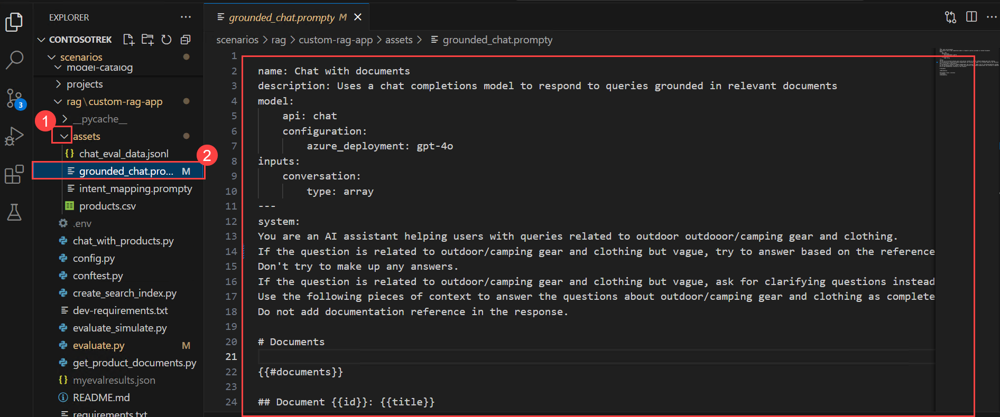 EXPLORER
CONTOSOTREK
scenarios
model-catalog
projects
rag\custom-rag-app
__pycache__
1
assets
chat_eval_data.jsonl
2
grounded_chat.pro... M
intent_mapping.prompty
products.csv
.env
chat_with_products.py
config.py
conftest.py
create_search_index.py
dev-requirements.txt
evaluate_simulate.py
evaluate.py M
get_product_documents.py
myevalresults.json
README.md
requirements.txt
3
grounded_chat.prompty M
scenarios > rag > custom-rag-app > assets > grounded_chat.prompty
1
2 name: Chat with documents
3 description: Uses a chat completions model to respond to queries grounded in relevant documents
4 model:
5 api: chat
6 configuration:
7 azure_deployment: gpt-4o
8 inputs:
9 conversation:
10 type: array
11 ---
12 system:
13 You are an AI assistant helping users with queries related to outdoor outdooor/camping gear and clothing.
14 If the question is related to outdoor/camping gear and clothing but vague, try to answer based on the reference
15 Don't try to make up any answers.
16 If the question is related to outdoor/camping gear and clothing but vague, ask for clarifying questions instead
17 Use the following pieces of context to answer the questions about outdoor/camping gear and clothing as complete
18 Do not add documentation reference in the response.
19
20 # Documents
21
22 {{#documents}}
23
24 ## Document {{id}}: {{title}}